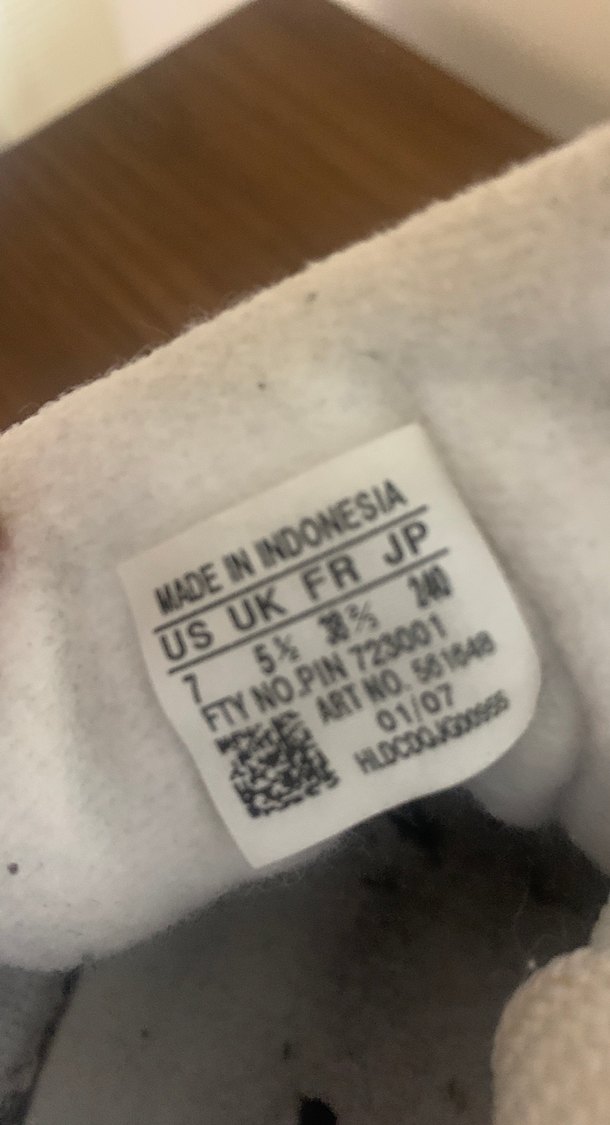 MADE IN INDONESIA
US UK FR JP
7 5½ 38⅔ 240
FTY NO.PIN 723001
ART NO. 561648
01/07